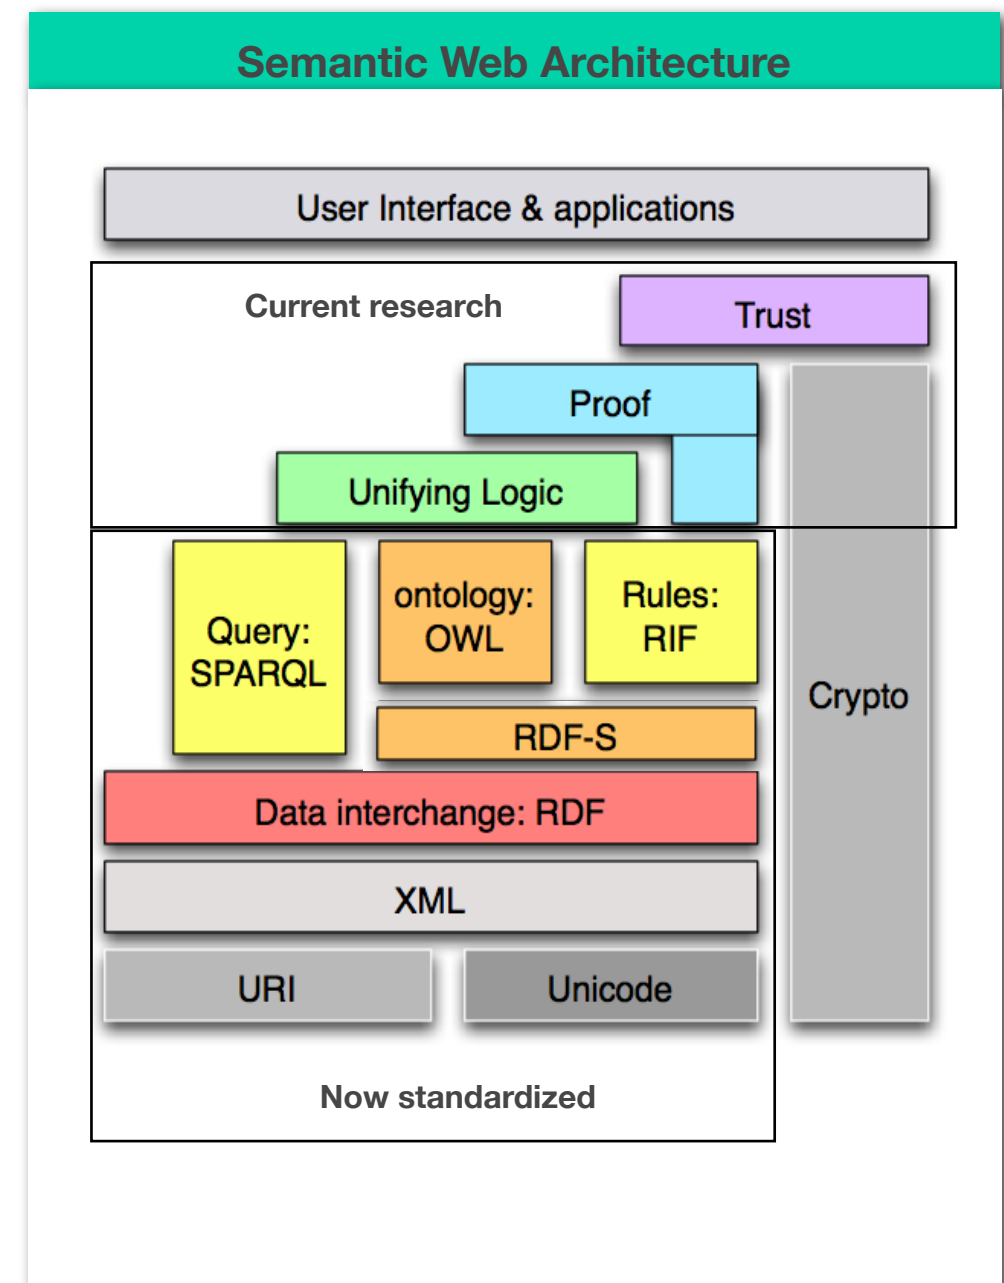 Semantic Web Architecture
User Interface & applications
Current research
Trust
Proof
Unifying Logic
Query:
SPARQL
ontology:
OWL
Rules:
RIF
Crypto
RDF-S
Data interchange: RDF
XML
URI
Unicode
Now standardized